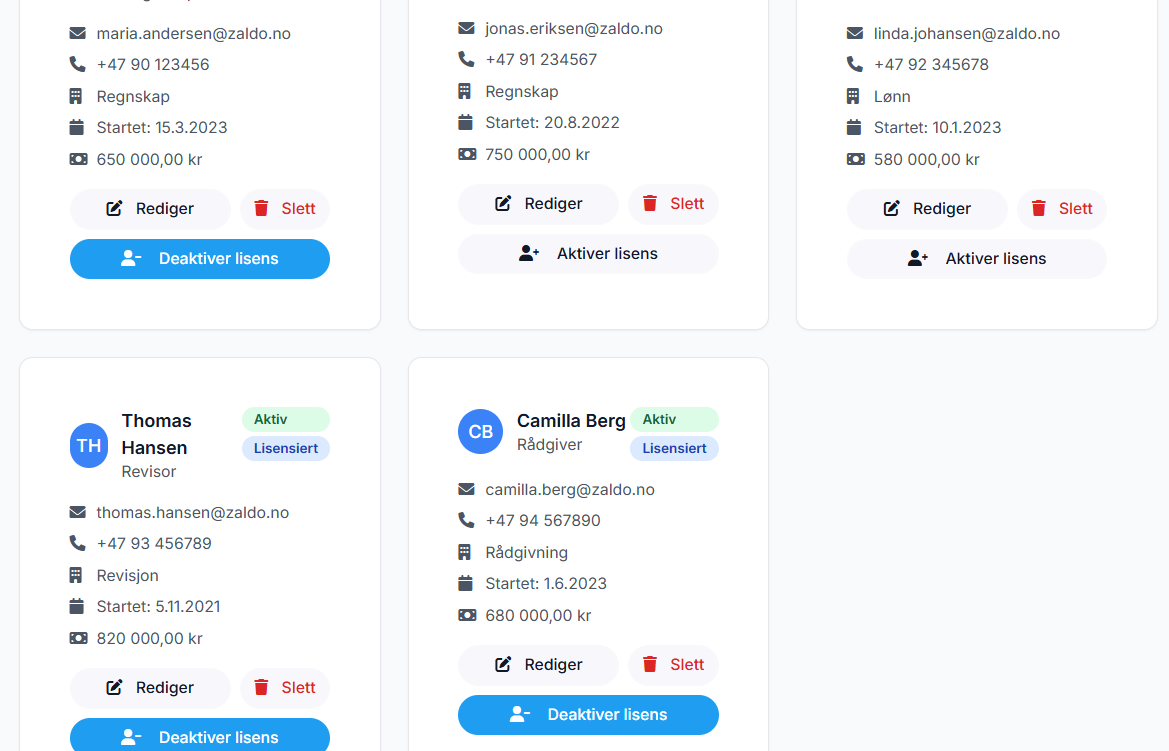 maria.andersen@zaldo.no
+47 90 123456
Regnskap
Startet: 15.3.2023
650 000,00 kr
Rediger
Slett
Deaktiver lisens
jonas.eriksen@zaldo.no
+47 91 234567
Regnskap
Startet: 20.8.2022
750 000,00 kr
Rediger
Slett
Aktiver lisens
linda.johansen@zaldo.no
+47 92 345678
Lønn
Startet: 10.1.2023
580 000,00 kr
Rediger
Slett
Aktiver lisens
TH
Thomas
Hansen
Revisor
Aktiv
Lisensiert
thomas.hansen@zaldo.no
+47 93 456789
Revisjon
Startet: 5.11.2021
820 000,00 kr
Rediger
Slett
Deaktiver lisens
CB
Camilla Berg
Rådgiver
Aktiv
Lisensiert
camilla.berg@zaldo.no
+47 94 567890
Rådgivning
Startet: 1.6.2023
680 000,00 kr
Rediger
Slett
Deaktiver lisens